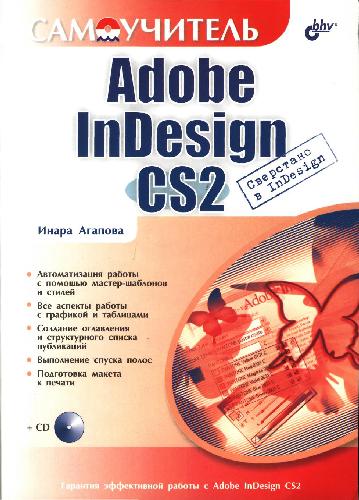 САМОУЧИТЕЛЬ
bhv®
Adobe
InDesign
CS2
Сверстано
в InDesign
Инара Агапова
Автоматизация работы
с помощью мастер-шаблонов
и стилей
Все аспекты работы
с графикой и таблицами
Создание оглавления
и структурного списка
публикаций
Выполнение спуска полос
Подготовка макета
к печати
+ CD
Adobe In
Гарантия эффективной работы с Adobe InDesign CS2